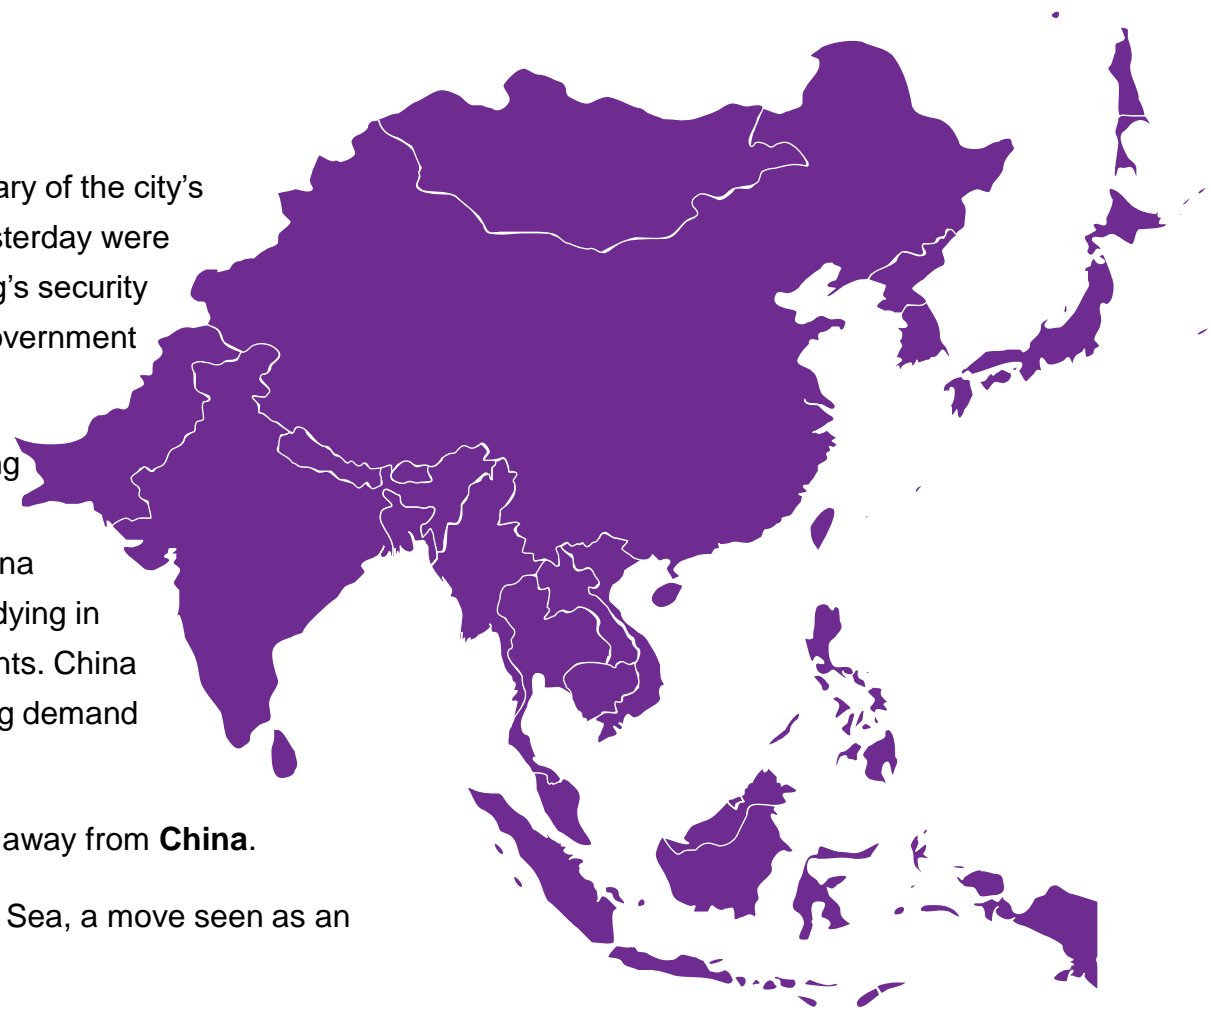 ary of the city’s
sterday were
g’s security
overnment
ng
na
dying in
nts. China
g demand
away from China.
Sea, a move seen as an